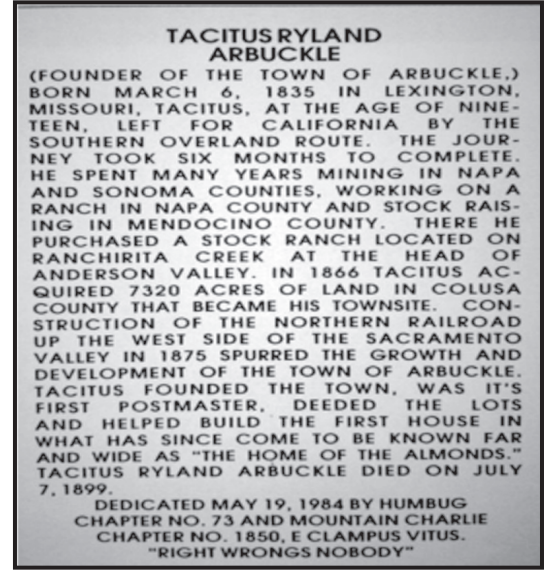 TACITUS RYLAND
ARBUCKLE
(FOUNDER OF THE TOWN OF ARBUCKLE,)
BORN MARCH 6, 1835 IN LEXINGTON,
MISSOURI, TACITUS, AT THE AGE OF NINE-
TEEN, LEFT FOR CALIFORNIA BY THE
SOUTHERN OVERLAND ROUTE. THE JOUR-
NEY TOOK SIX MONTHS TO COMPLETE.
HE SPENT MANY YEARS MINING IN NAPA
AND SONOMA COUNTIES, WORKING ON A
RANCH IN NAPA COUNTY AND STOCK RAIS-
ING IN MENDOCINO COUNTY. THERE HE
PURCHASED A STOCK RANCH LOCATED ON
RANCHIRITA CREEK AT THE HEAD OF
ANDERSON VALLEY. IN 1866 TACITUS AC-
QUIRED 7320 ACRES OF LAND IN COLUSA
COUNTY THAT BECAME HIS TOWNSITE. CON-
STRUCTION OF THE NORTHERN RAILROAD
UP THE WEST SIDE OF THE SACRAMENTO
VALLEY IN 1875 SPURRED THE GROWTH AND
DEVELOPMENT OF THE TOWN OF ARBUCKLE.
TACITUS FOUNDED THE TOWN, WAS IT'S
FIRST POSTMASTER, DEEDED THE LOTS
AND HELPED BUILD THE FIRST HOUSE IN
WHAT HAS SINCE COME TO BE KNOWN FAR
AND WIDE AS "THE HOME OF THE ALMONDS."
TACITUS RYLAND ARBUCKLE DIED ON JULY
7, 1899.
DEDICATED MAY 19, 1984 BY HUMBUG
CHAPTER NO. 73 AND MOUNTAIN CHARLIE
CHAPTER NO. 1850, E CLAMPUS VITUS.
"RIGHT WRONGS NOBODY"